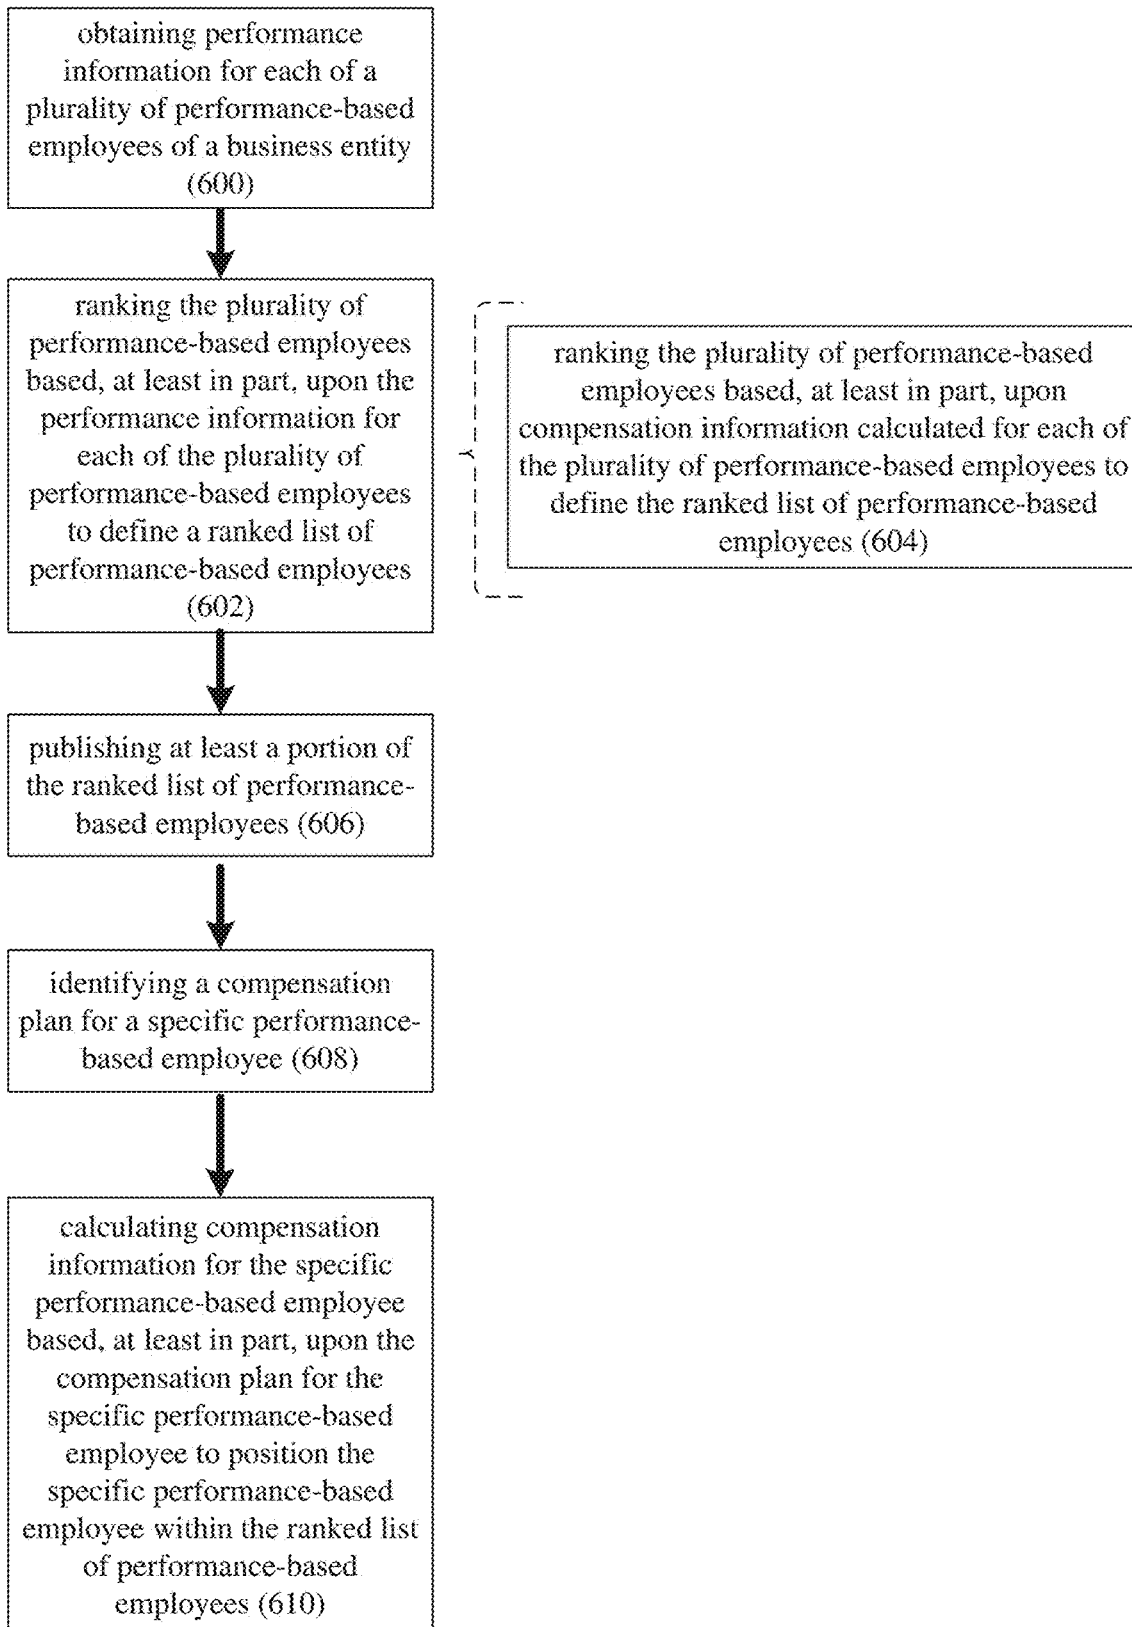 obtaining performance
information for each of a
plurality of performance-based
employees of a business entity
(600)
ranking the plurality of
performance-based employees
based, at least in part, upon the
performance information for
each of the plurality of
performance-based employees
to define a ranked list of
performance-based employees
(602)
ranking the plurality of performance-based
employees based, at least in part, upon
compensation information calculated for each of
the plurality of performance-based employees to
define the ranked list of performance-based
employees (604)
publishing at least a portion of
the ranked list of performance-
based employees (606)
identifying a compensation
plan for a specific performance-
based employee (608)
calculating compensation
information for the specific
performance-based employee
based, at least in part, upon the
compensation plan for the
specific performance-based
employee to position the
specific performance-based
employee within the ranked list
of performance-based
employees (610)